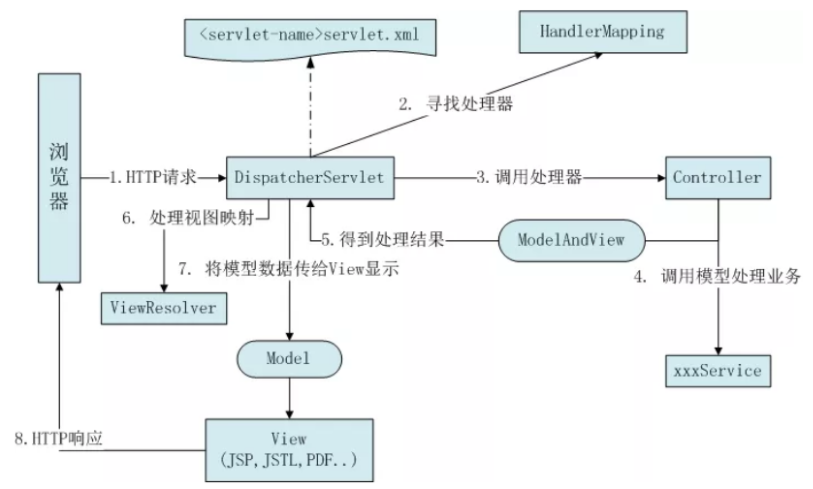 <servlet-name>servlet.xml
HandlerMapping
2. 寻找处理器
浏览器
1.HTTP请求
DispatcherServlet
3.调用处理器
Controller
6. 处理视图映射
5.得到处理结果
ModelAndView
7. 将模型数据传给View显示
4. 调用模型处理业务
ViewResolver
Model
xxxService
8.HTTP响应
View
(JSP,JSTL,PDF..)